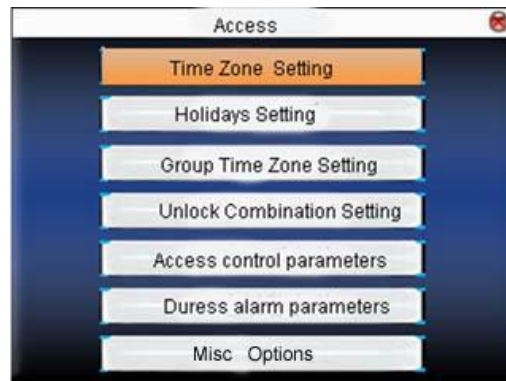 Access
Time Zone Setting
Holidays Setting
Group Time Zone Setting
Unlock Combination Setting
Access control parameters
Duress alarm parameters
Misc Options